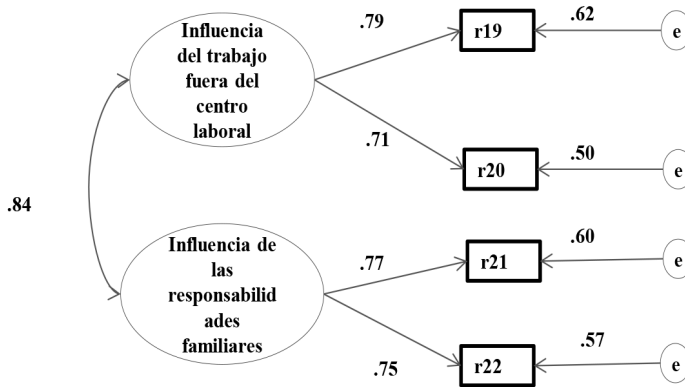 Influencia
del trabajo
fuera del
centro
laboral
.79
r19
.62
e
.71
r20
.50
e
.84
Influencia de
las
responsabilid
ades
familiares
.77
r21
.60
e
.75
r22
.57
e